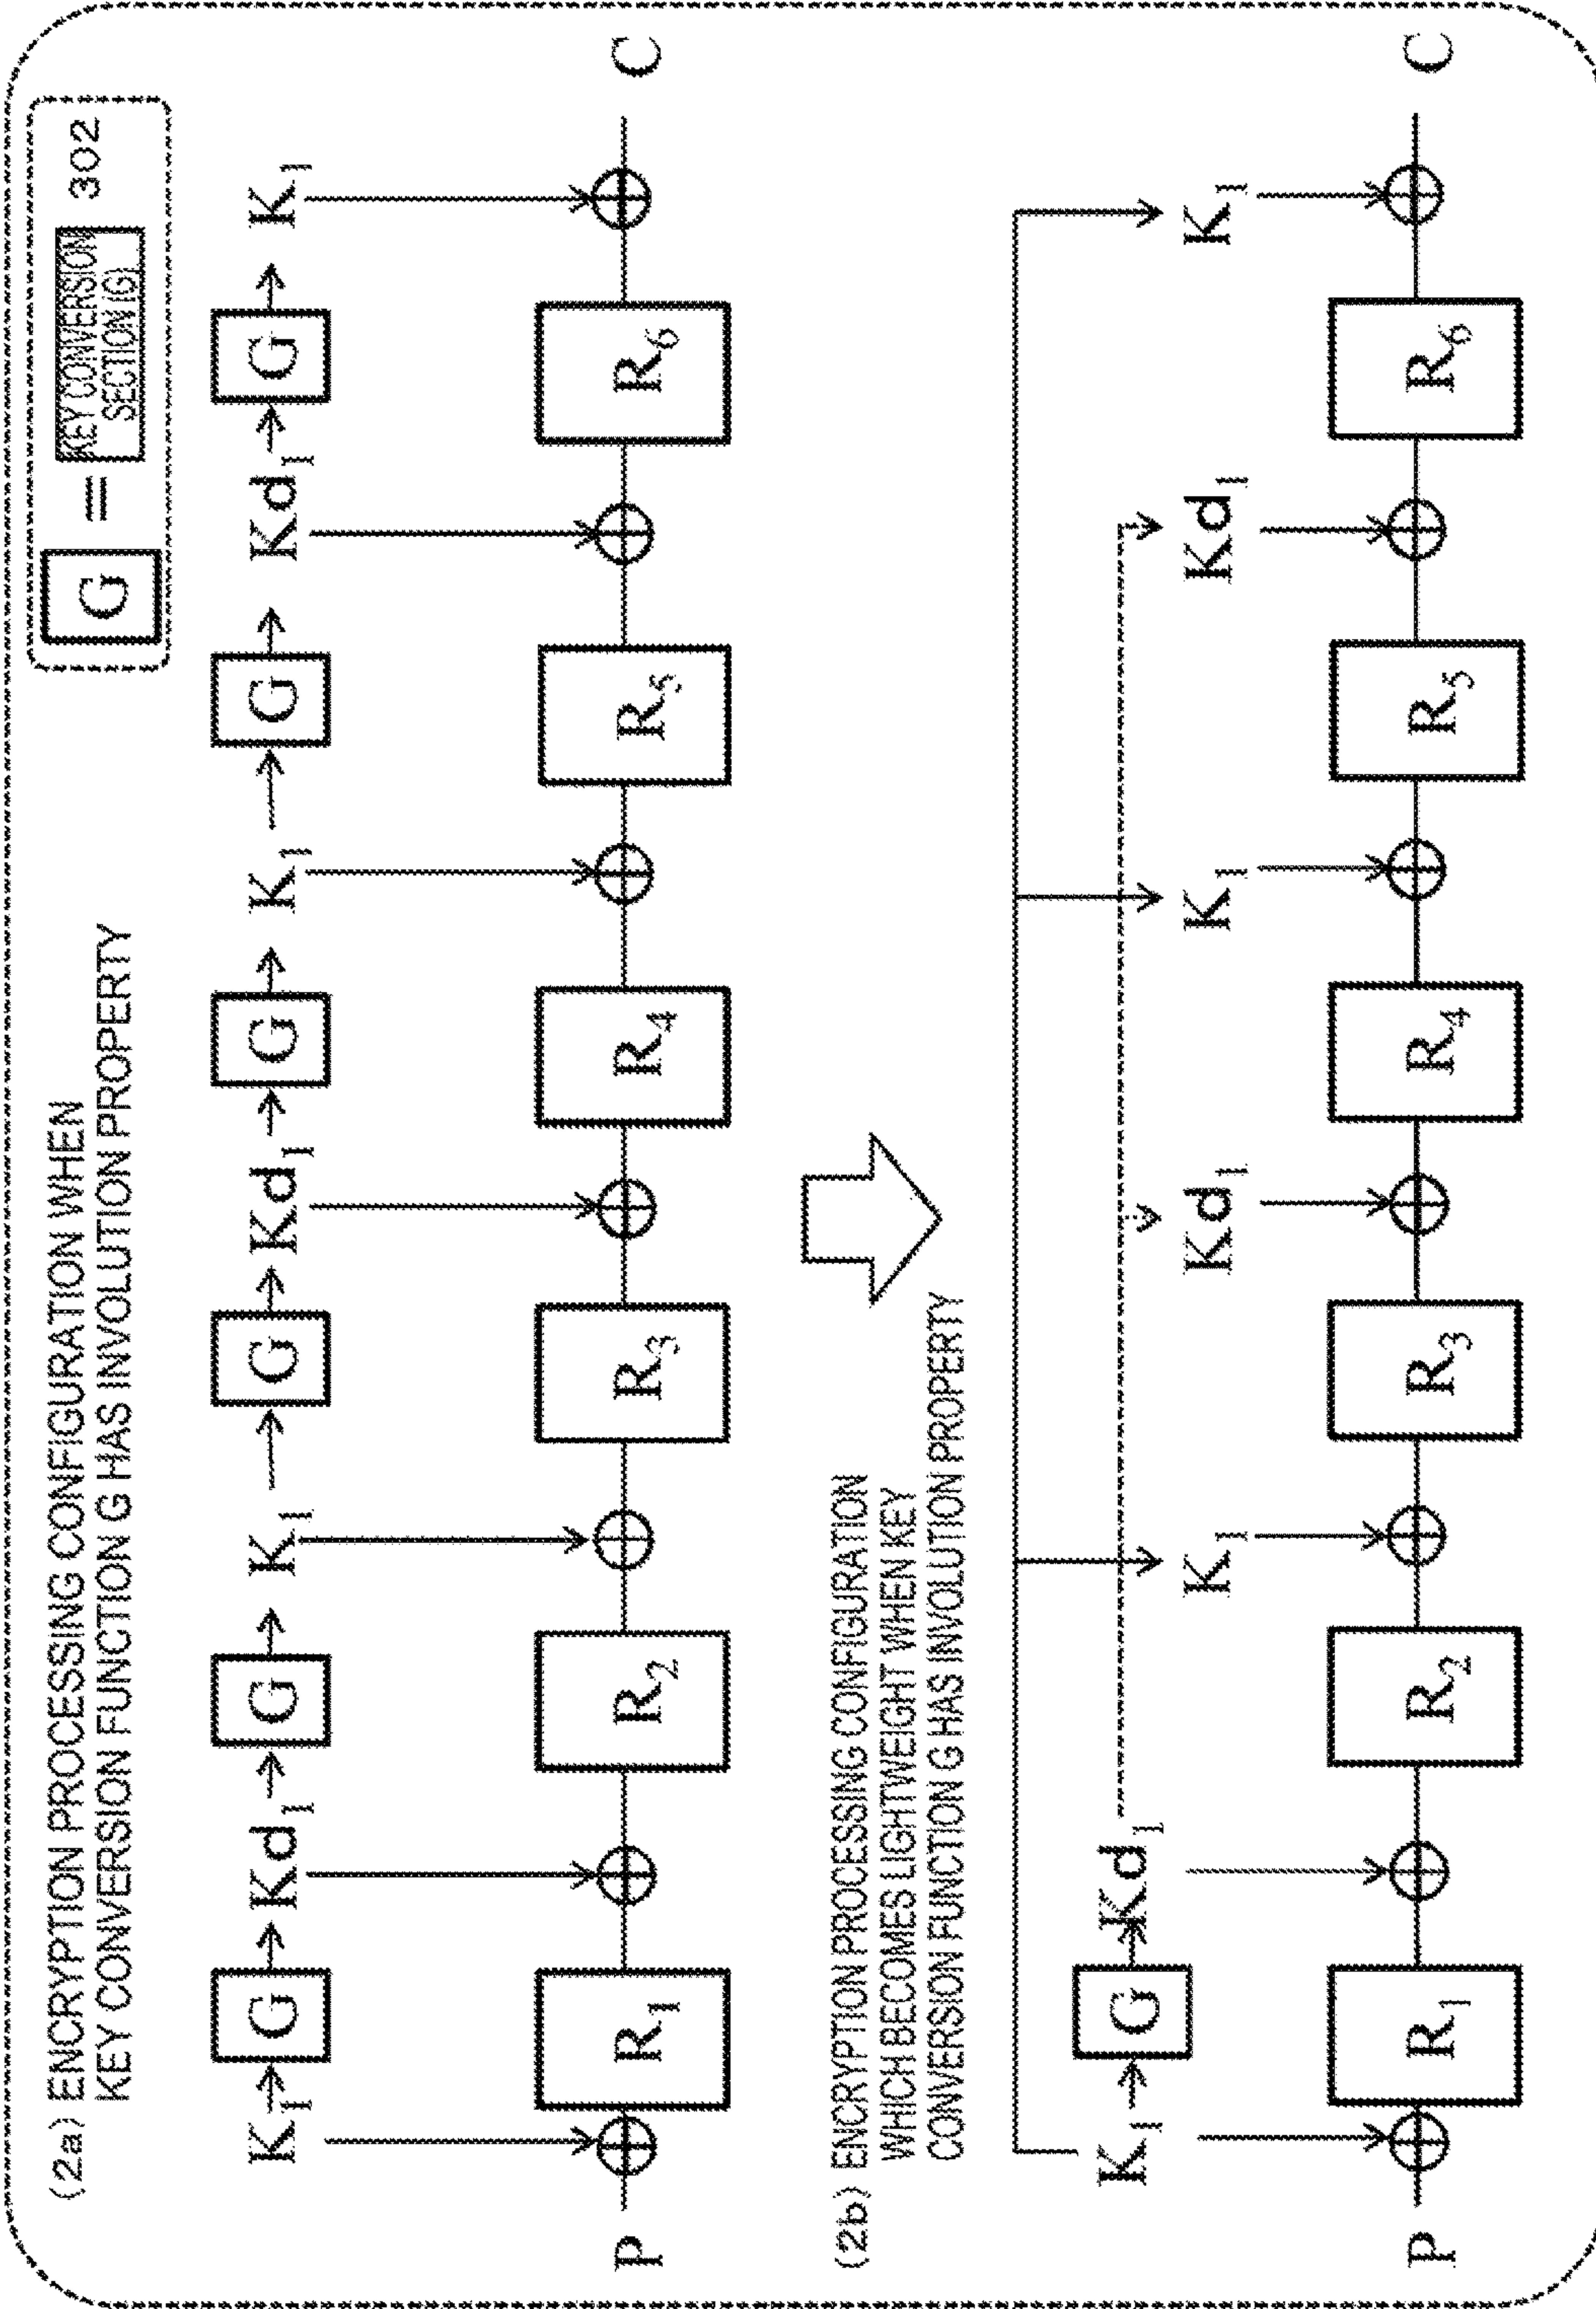 (2a) ENCRYPTION PROCESSING CONFIGURATION WHEN
KEY CONVERSION FUNCTION G HAS INVOLUTION PROPERTY
G = KEY CONVERSION 302
SECTION (G)
K1 G Kd1 G K1 G Kd1 G K1 G Kd1 G K1
P R1 R2 R3 R4 R5 R6 C
(2b) ENCRYPTION PROCESSING CONFIGURATION
WHICH BECOMES LIGHTWEIGHT WHEN KEY
CONVERSION FUNCTION G HAS INVOLUTION PROPERTY
K1 G Kd1
K1 Kd1 K1 Kd1 K1
P R1 R2 R3 R4 R5 R6 C